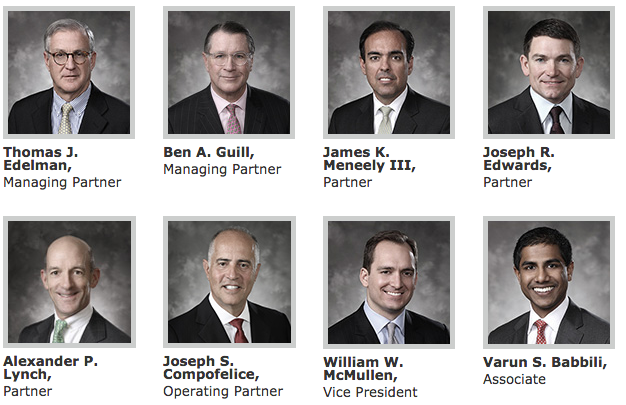 Thomas J.
Edelman,
Managing Partner
Ben A. Guill,
Managing Partner
James K.
Meneely III,
Partner
Joseph R.
Edwards,
Partner
Alexander P.
Lynch,
Partner
Joseph S.
Compofelice,
Operating Partner
William W.
McMullen,
Vice President
Varun S. Babbili,
Associate